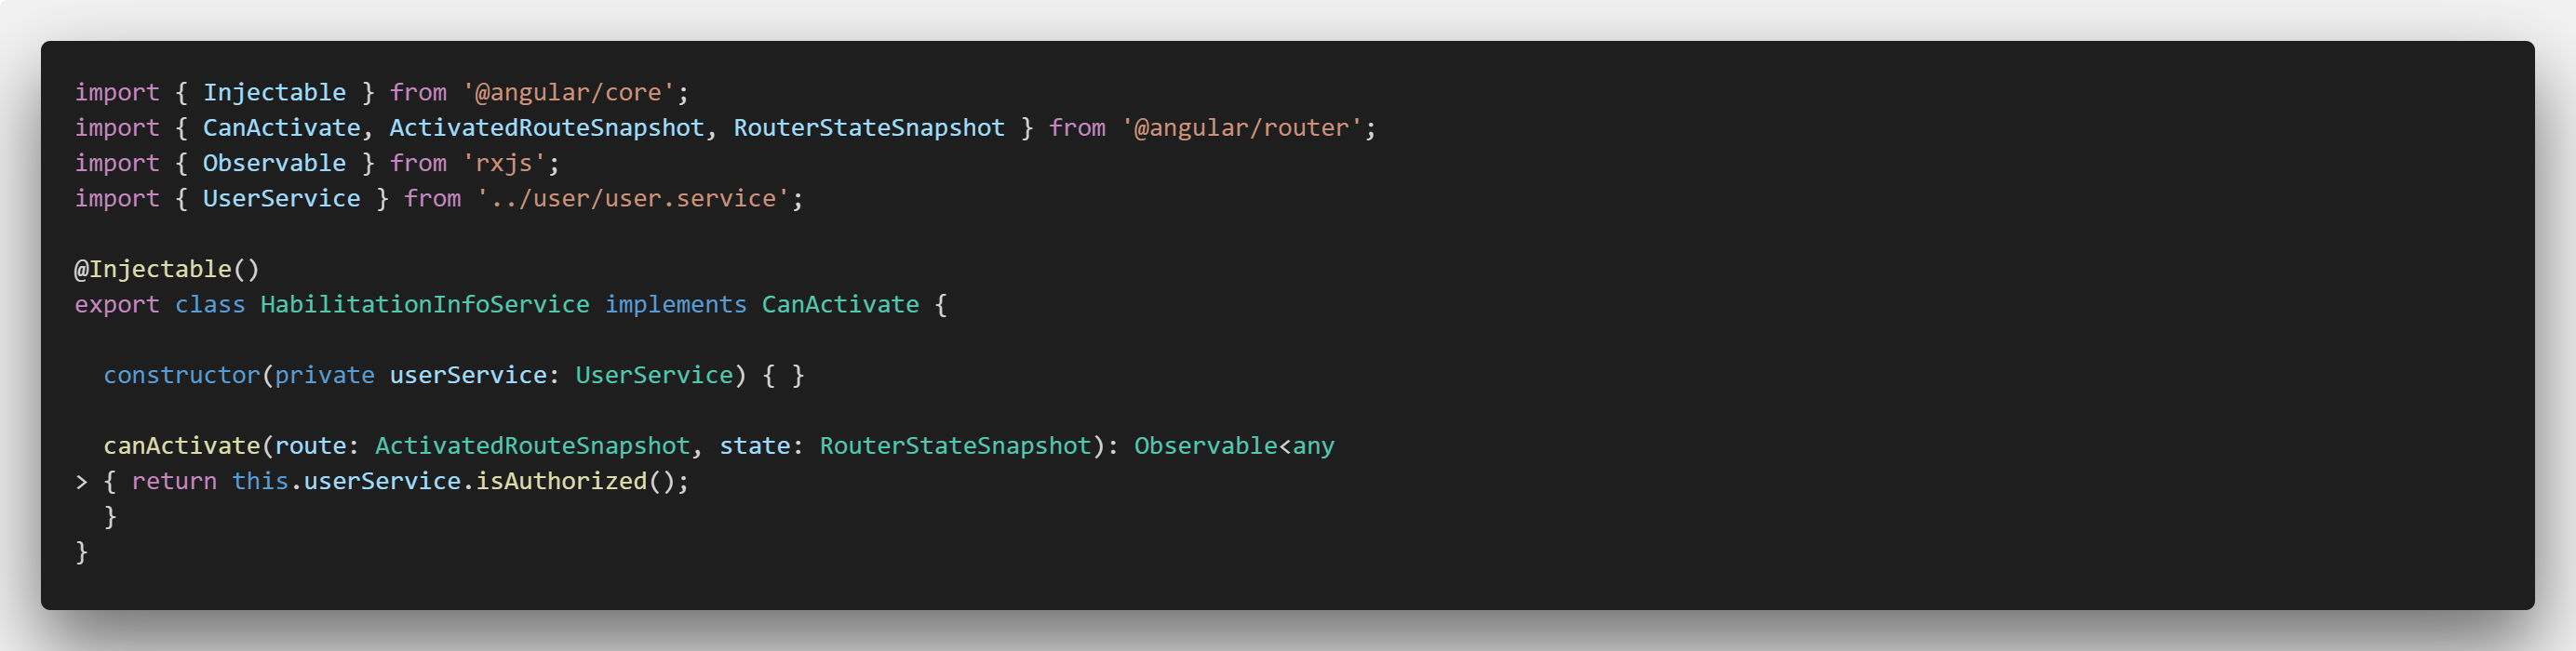 import { Injectable } from '@angular/core';
import { CanActivate, ActivatedRouteSnapshot, RouterStateSnapshot } from '@angular/router';
import { Observable } from 'rxjs';
import { UserService } from '../user/user.service';

@Injectable()
export class HabilitationInfoService implements CanActivate {

  constructor(private userService: UserService) { }

  canActivate(route: ActivatedRouteSnapshot, state: RouterStateSnapshot): Observable<any
> { return this.userService.isAuthorized();
  }
}